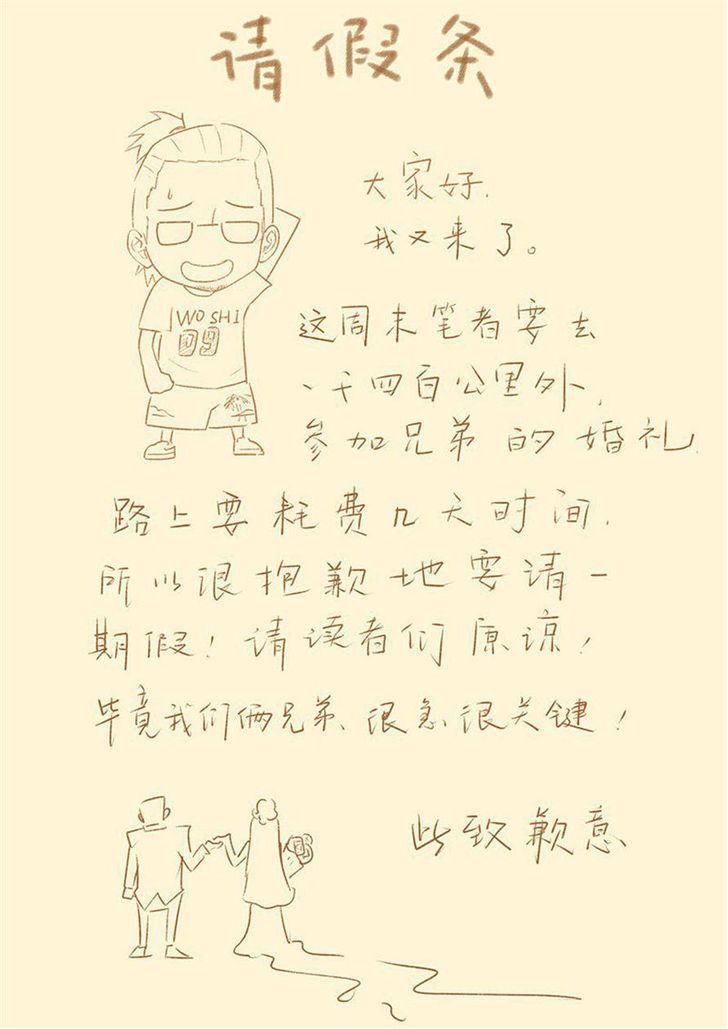 请假条
大家好，
我又来了。
WO SHI
09
这周末笔者要去
一千四百公里外，
参加兄弟的婚礼
路上要耗费几天时间，
所以很抱歉地要请一
期假！请读者们原谅！
毕竟我们俩兄弟、很急很关键！
此致歉意